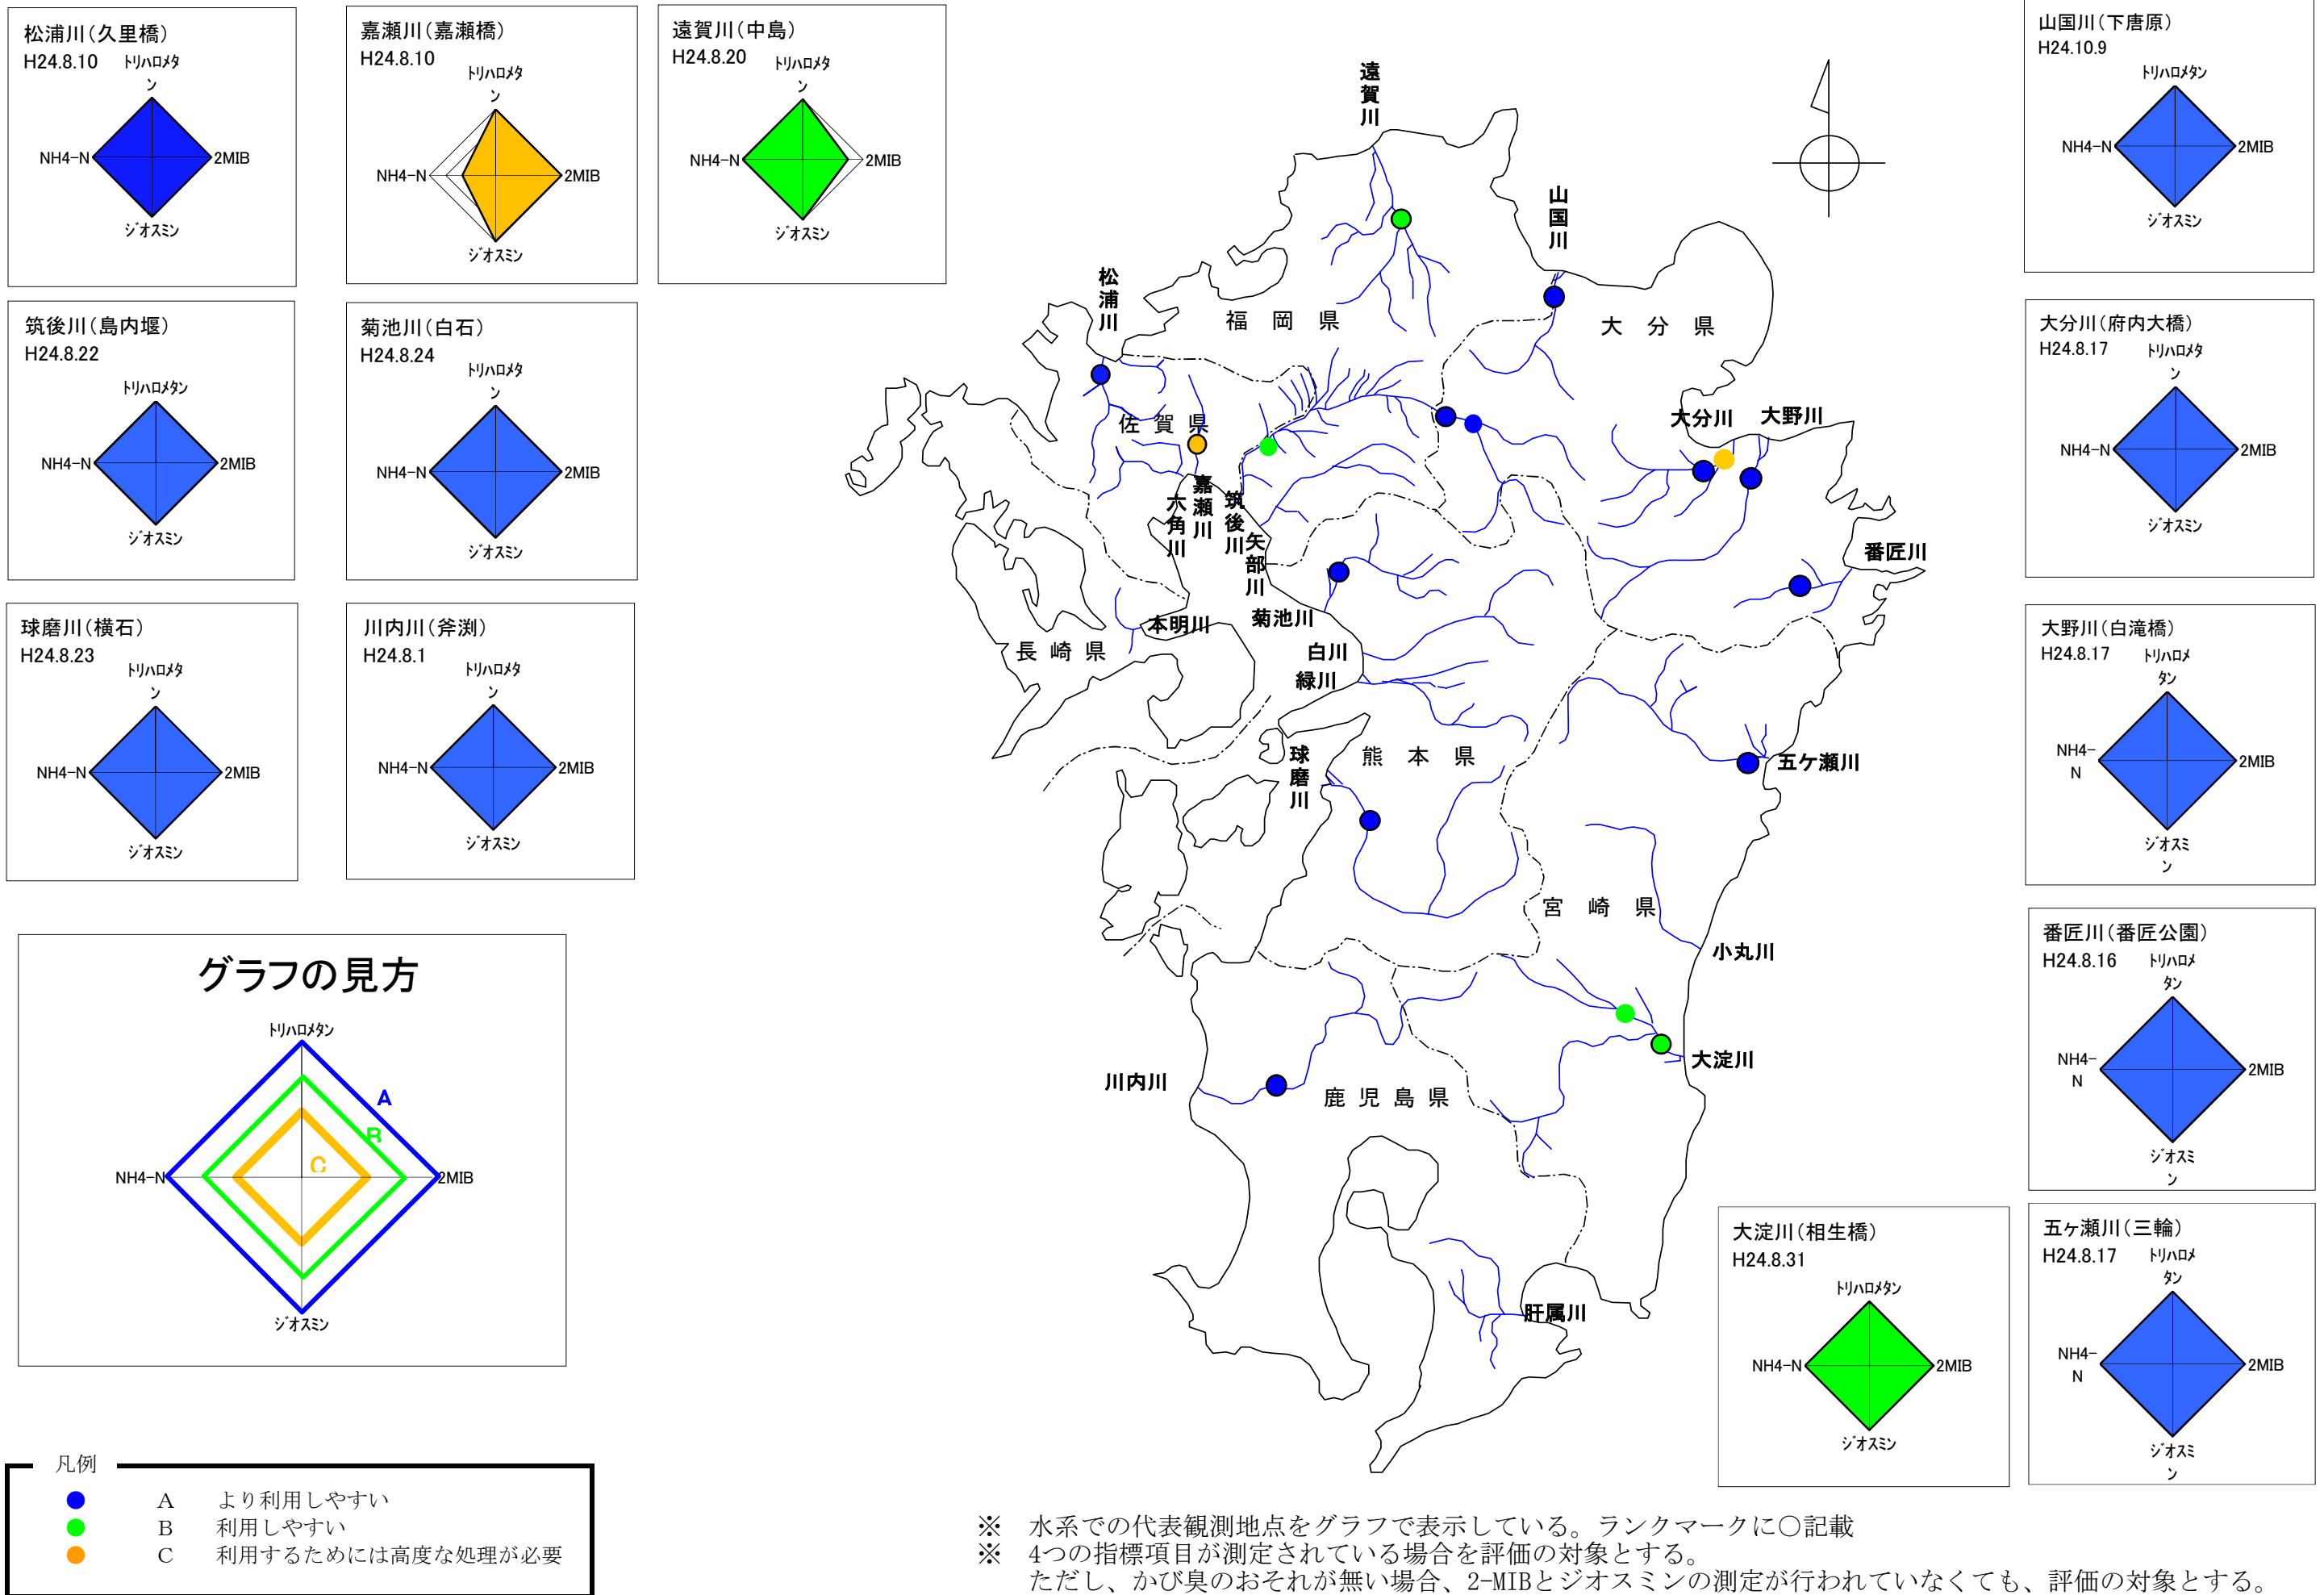 松浦川(久里橋)
H24.8.10
トリハロメタ
ン
NH4-N
2MIB
ジオスミン
嘉瀬川(嘉瀬橋)
H24.8.10
トリハロメタ
ン
NH4-N
2MIB
ジオスミン
遠賀川(中島)
H24.8.20
トリハロメタ
ン
NH4-N
2MIB
ジオスミン
筑後川(島内堰)
H24.8.22
トリハロメタン
NH4-N
2MIB
ジオスミン
菊池川(白石)
H24.8.24
トリハロメタ
ン
NH4-N
2MIB
ジオスミン
球磨川(横石)
H24.8.23
トリハロメタ
ン
NH4-N
2MIB
ジオスミン
川内川(斧渕)
H24.8.1
トリハロメタ
ン
NH4-N
2MIB
ジオスミン
グラフの見方
トリハロメタン
A
B
C
NH4-N
2MIB
ジオスミン
凡例
A より利用しやすい
B 利用しやすい
C 利用するためには高度な処理が必要
遠賀川
山国川
松浦川
福岡県
大分県
佐賀県
大分川
大野川
六角川
嘉瀬川
筑後川
矢部川
番匠川
本明川
菊池川
長崎県
白川
緑川
球磨川
熊本県
五ケ瀬川
宮崎県
小丸川
大淀川
川内川
鹿児島県
肝属川
山国川(下唐原)
H24.10.9
トリハロメタン
NH4-N
2MIB
ジオスミン
大分川(府内大橋)
H24.8.17
トリハロメタ
ン
NH4-N
2MIB
ジオスミン
大野川(白滝橋)
H24.8.17
トリハロメ
タン
NH4-
N
2MIB
ジオスミ
ン
番匠川(番匠公園)
H24.8.16
トリハロメ
タン
NH4-
N
2MIB
ジオスミ
ン
大淀川(相生橋)
H24.8.31
トリハロメタン
NH4-N
2MIB
ジオスミン
五ヶ瀬川(三輪)
H24.8.17
トリハロメ
タン
NH4-
N
2MIB
ジオスミ
ン
※ 水系での代表観測地点をグラフで表示している。ランクマークに○記載
※ 4つの指標項目が測定されている場合を評価の対象とする。
ただし、かび臭のおそれが無い場合、2-MIBとジオスミンの測定が行われていなくても、評価の対象とする。